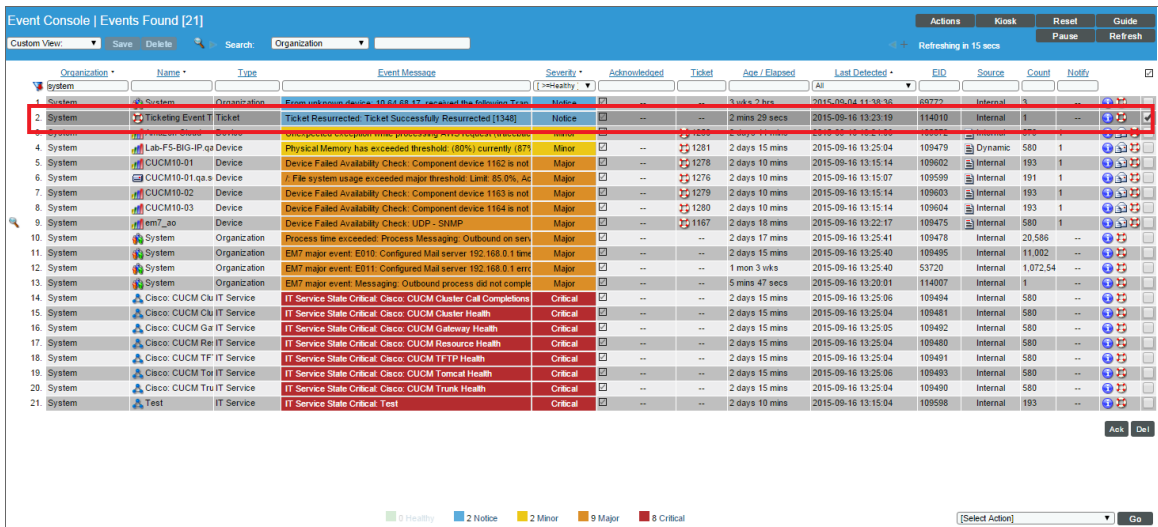 Event Console | Events Found [21] Actions Kiosk Reset Guide
Custom View: Save Delete Search: Organization Refreshing in 15 secs Pause Refresh
Organization Name Type Event Message Severity Acknowledged Ticket Age / Elapsed Last Detected EID Source Count Notify
system [ >=Healthy ] All
1. System System Organization From unknown device: 10.64.68.17, received the following Trap Notice -- 3 wks 2 hrs 2015-09-04 11:38:36 69772 Internal 3 --
2. System Ticketing Event T Ticket Ticket Resurrected: Ticket Successfully Resurrected [1348] Notice -- -- 2 mins 29 secs 2015-09-16 13:23:19 114010 Internal 1 --
4. System Lab-F5-BIG-IP.qa Device Physical Memory has exceeded threshold: (80%) currently (87% Minor -- 1281 2 days 15 mins 2015-09-16 13:25:04 109479 Dynamic 580 1
5. System CUCM10-01 Device Device Failed Availability Check: Component device 1162 is not Major -- 1278 2 days 10 mins 2015-09-16 13:15:14 109602 Internal 193 1
6. System CUCM10-01.qa.s Device /: File system usage exceeded major threshold: Limit: 85.0%, Ac Major -- 1276 2 days 10 mins 2015-09-16 13:15:07 109599 Internal 191 1
7. System CUCM10-02 Device Device Failed Availability Check: Component device 1163 is not Major -- 1279 2 days 10 mins 2015-09-16 13:15:14 109603 Internal 193 1
8. System CUCM10-03 Device Device Failed Availability Check: Component device 1164 is not Major -- 1280 2 days 10 mins 2015-09-16 13:15:14 109604 Internal 193 1
9. System em7_ao Device Device Failed Availability Check: UDP - SNMP Major -- 1167 2 days 18 mins 2015-09-16 13:22:17 109475 Internal 580 1
10. System System Organization Process time exceeded: Process Messaging: Outbound on serv Major -- -- 2 days 17 mins 2015-09-16 13:25:41 109478 Internal 20,586 --
11. System System Organization EM7 major event: E010: Configured Mail server 192.168.0.1 time Major -- -- 2 days 15 mins 2015-09-16 13:25:40 109495 Internal 11,002 --
12. System System Organization EM7 major event: E011: Configured Mail server 192.168.0.1 erro Major -- -- 1 mon 3 wks 2015-09-16 13:25:40 53720 Internal 1,072,54 --
13. System System Organization EM7 major event: Messaging: Outbound process did not comple Major -- -- 5 mins 47 secs 2015-09-16 13:20:01 114007 Internal 1 --
14. System Cisco: CUCM Clu IT Service IT Service State Critical: Cisco: CUCM Cluster Call Completions Critical -- -- 2 days 15 mins 2015-09-16 13:25:06 109494 Internal 580 --
15. System Cisco: CUCM Clu IT Service IT Service State Critical: Cisco: CUCM Cluster Health Critical -- -- 2 days 15 mins 2015-09-16 13:25:04 109481 Internal 580 --
16. System Cisco: CUCM Ga IT Service IT Service State Critical: Cisco: CUCM Gateway Health Critical -- -- 2 days 15 mins 2015-09-16 13:25:05 109492 Internal 580 --
17. System Cisco: CUCM Re IT Service IT Service State Critical: Cisco: CUCM Resource Health Critical -- -- 2 days 15 mins 2015-09-16 13:25:04 109480 Internal 580 --
18. System Cisco: CUCM TF IT Service IT Service State Critical: Cisco: CUCM TFTP Health Critical -- -- 2 days 15 mins 2015-09-16 13:25:04 109491 Internal 580 --
19. System Cisco: CUCM Tor IT Service IT Service State Critical: Cisco: CUCM Tomcat Health Critical -- -- 2 days 15 mins 2015-09-16 13:25:06 109493 Internal 580 --
20. System Cisco: CUCM Tru IT Service IT Service State Critical: Cisco: CUCM Trunk Health Critical -- -- 2 days 15 mins 2015-09-16 13:25:04 109490 Internal 580 --
21. System Test IT Service IT Service State Critical: Test Critical -- -- 2 days 10 mins 2015-09-16 13:15:04 109598 Internal 193 --
Ack Del
0 Healthy 2 Notice 2 Minor 9 Major 8 Critical [Select Action] Go